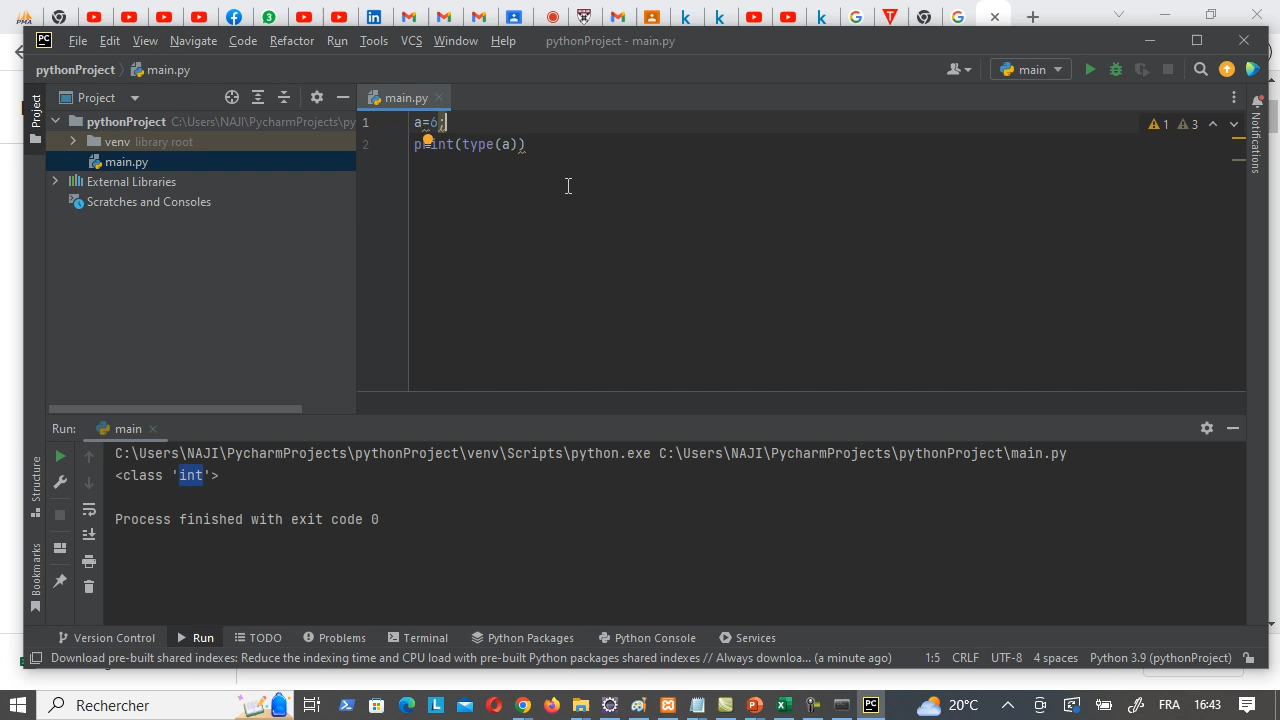 File Edit View Navigate Code Refactor Run Tools VCS Window Help pythonProject - main.py
pythonProject main.py
main
Project
main.py
1 a=6;
2 print(type(a))
1 3
pythonProject C:\Users\NAJI\PycharmProjects\py
venv library root
main.py
External Libraries
Scratches and Consoles
Project
Notifications
Structure
Bookmarks
Run: main
C:\Users\NAJI\PycharmProjects\pythonProject\venv\Scripts\python.exe C:\Users\NAJI\PycharmProjects\pythonProject\main.py
<class 'int'>
Process finished with exit code 0
Version Control Run TODO Problems Terminal Python Packages Python Console Services
Download pre-built shared indexes: Reduce the indexing time and CPU load with pre-built Python packages shared indexes // Always downloa... (a minute ago) 1:5 CRLF UTF-8 4 spaces Python 3.9 (pythonProject)
Rechercher
20°C FRA 16:43